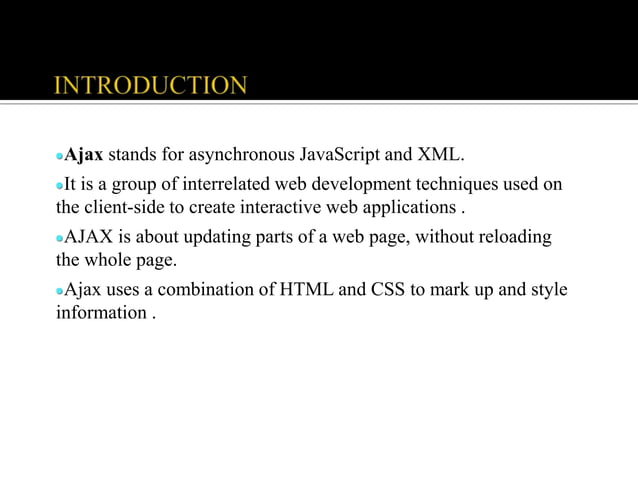 INTRODUCTION
•Ajax stands for asynchronous JavaScript and XML.
•It is a group of interrelated web development techniques used on
the client-side to create interactive web applications .
•AJAX is about updating parts of a web page, without reloading
the whole page.
•Ajax uses a combination of HTML and CSS to mark up and style
information .